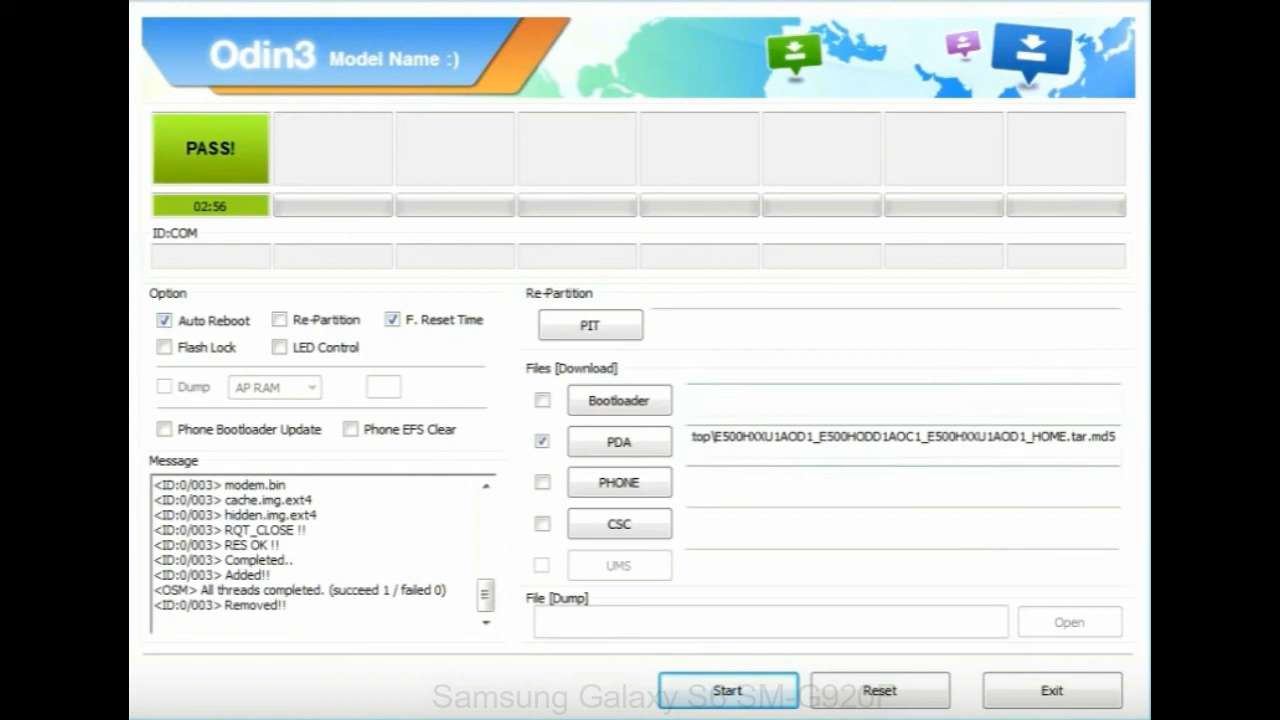 Odin3 Model Name :)
PASS!
02:56
ID:COM
Option
Auto Reboot Re-Partition F. Reset Time
Flash Lock LED Control
Dump AP RAM
Phone Bootloader Update Phone EFS Clear
Message
<ID:0/003> modem.bin
<ID:0/003> cache.img.ext4
<ID:0/003> hidden.img.ext4
<ID:0/003> RQT_CLOSE !!
<ID:0/003> RES OK !!
<ID:0/003> Completed..
<ID:0/003> Added!!
<OSM> All threads completed. (succeed 1 / failed 0)
<ID:0/003> Removed!!
Re-Partition
PIT
Files [Download]
Bootloader
PDA top\E500HXXU1AOD1_E500HODD1AOC1_E500HXXU1AOD1_HOME.tar.md5
PHONE
CSC
UMS
File [Dump]
Open
Start Reset Exit
Samsung Galaxy S6 SM-G920F